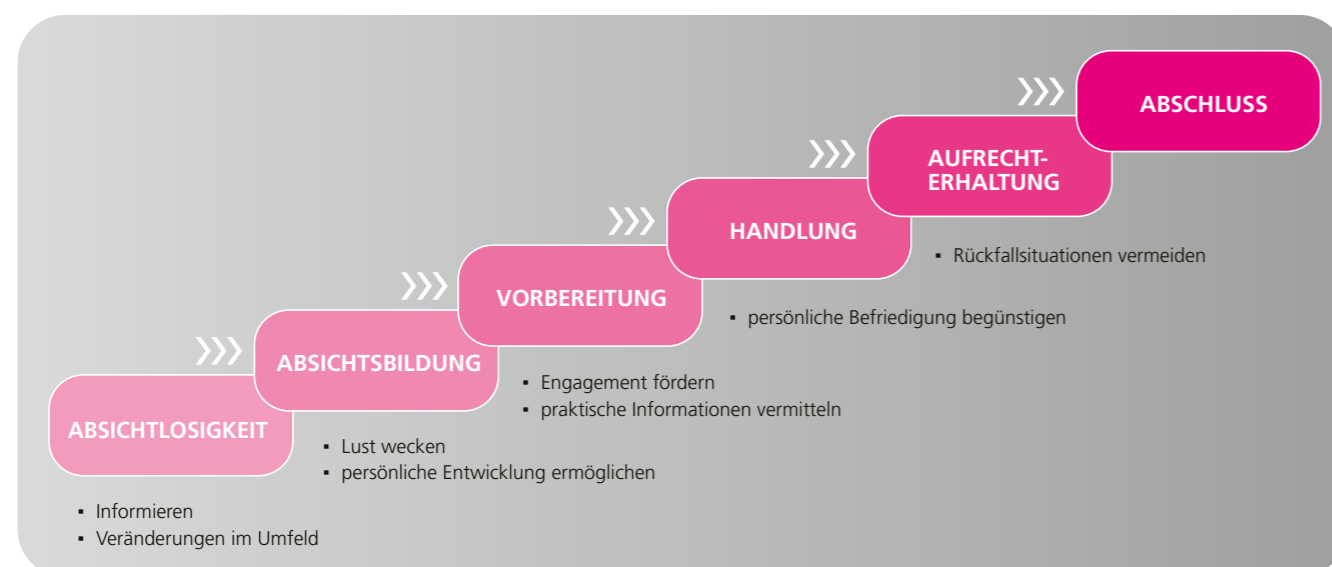 ABSCHLUSS
AUFRECHT-
ERHALTUNG
▪ Rückfallsituationen vermeiden
HANDLUNG
▪ persönliche Befriedigung begünstigen
VORBEREITUNG
▪ Engagement fördern
▪ praktische Informationen vermitteln
ABSICHTSBILDUNG
▪ Lust wecken
▪ persönliche Entwicklung ermöglichen
ABSICHTLOSIGKEIT
▪ Informieren
▪ Veränderungen im Umfeld